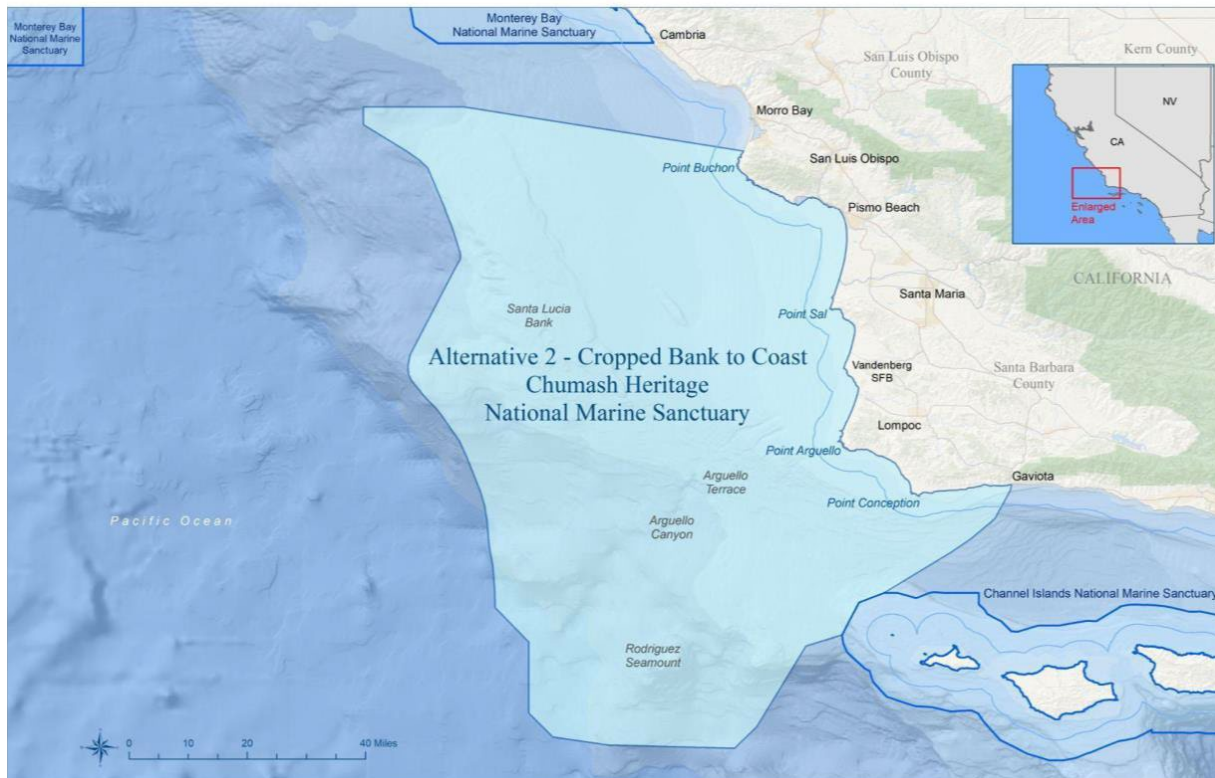 Monterey Bay
National Marine
Sanctuary
Monterey Bay
National Marine Sanctuary
Cambria
San Luis Obispo
County
Kern County
NV
CA
Enlarged
Area
Morro Bay
San Luis Obispo
Point Buchon
Pismo Beach
CALIFORNIA
Santa Maria
Santa Lucia
Bank
Point Sal
Alternative 2 - Cropped Bank to Coast
Chumash Heritage
National Marine Sanctuary
Vandenberg
SFB
Santa Barbara
County
Lompoc
Point Arguello
Arguello
Terrace
Gaviota
Point Conception
Arguello
Canyon
Pacific Ocean
Channel Islands National Marine Sanctuary
Rodriguez
Seamount
0 10 20 40 Miles